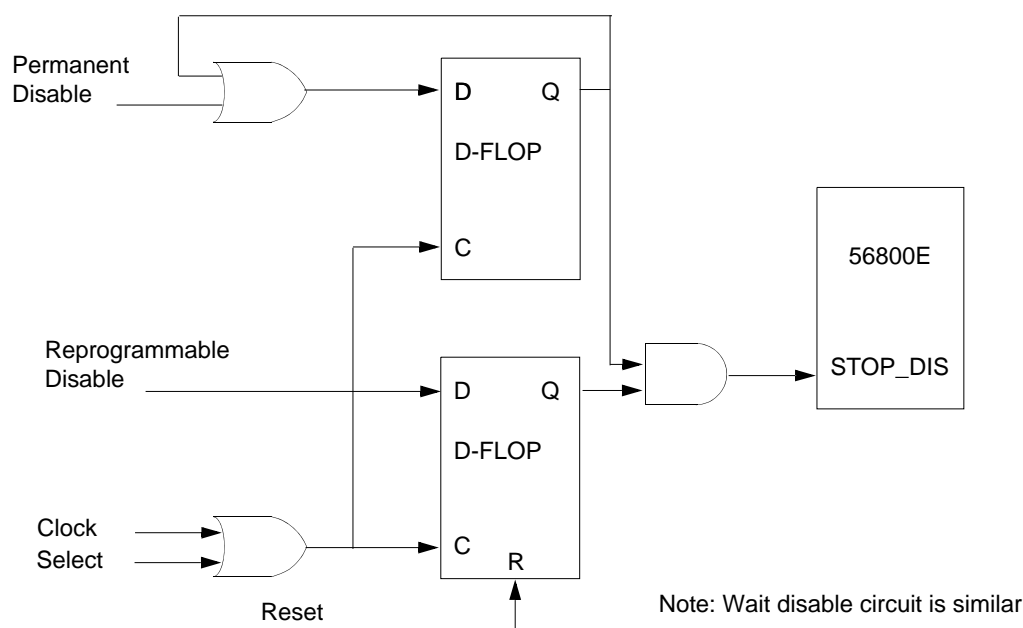 Permanent
Disable
D Q
D-FLOP
C
56800E
STOP_DIS
Reprogrammable
Disable
D Q
D-FLOP
C
R
Clock
Select
Reset
Note: Wait disable circuit is similar